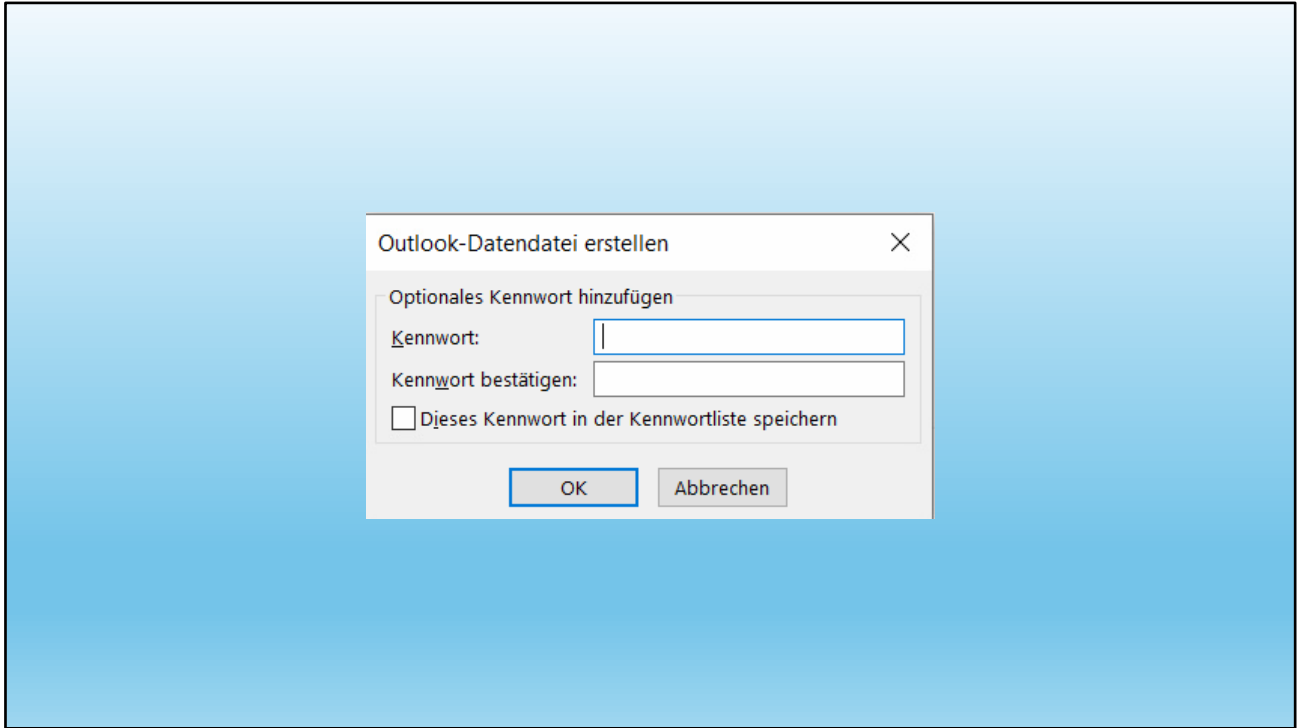 Outlook-Datendatei erstellen
Optionales Kennwort hinzufügen
Kennwort:
Kennwort bestätigen:
Dieses Kennwort in der Kennwortliste speichern
OK Abbrechen